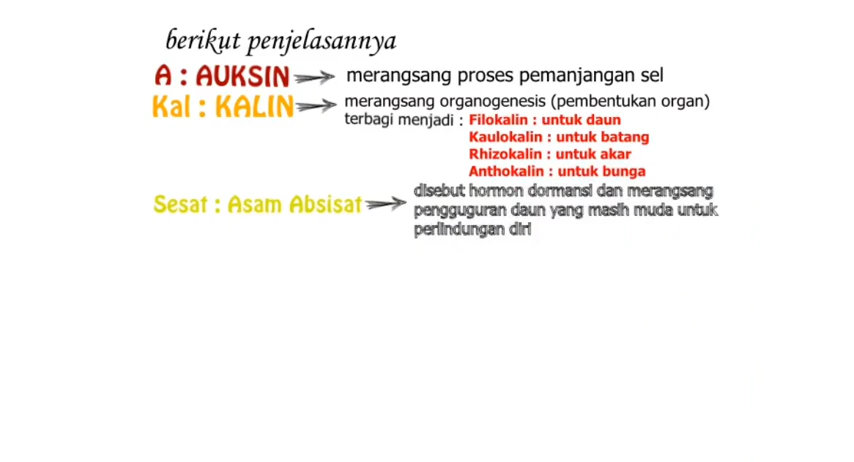 berikut penjelasannya
A : AUKSIN merangsang proses pemanjangan sel
Kal : KALIN merangsang organogenesis (pembentukan organ)
terbagi menjadi : Filokalin : untuk daun
Kaulokalin : untuk batang
Rhizokalin : untuk akar
Anthokalin : untuk bunga
Sesat : Asam Absisat disebut hormon dormansi dan merangsang
pengguguran daun yang masih muda untuk
perlindungan diri